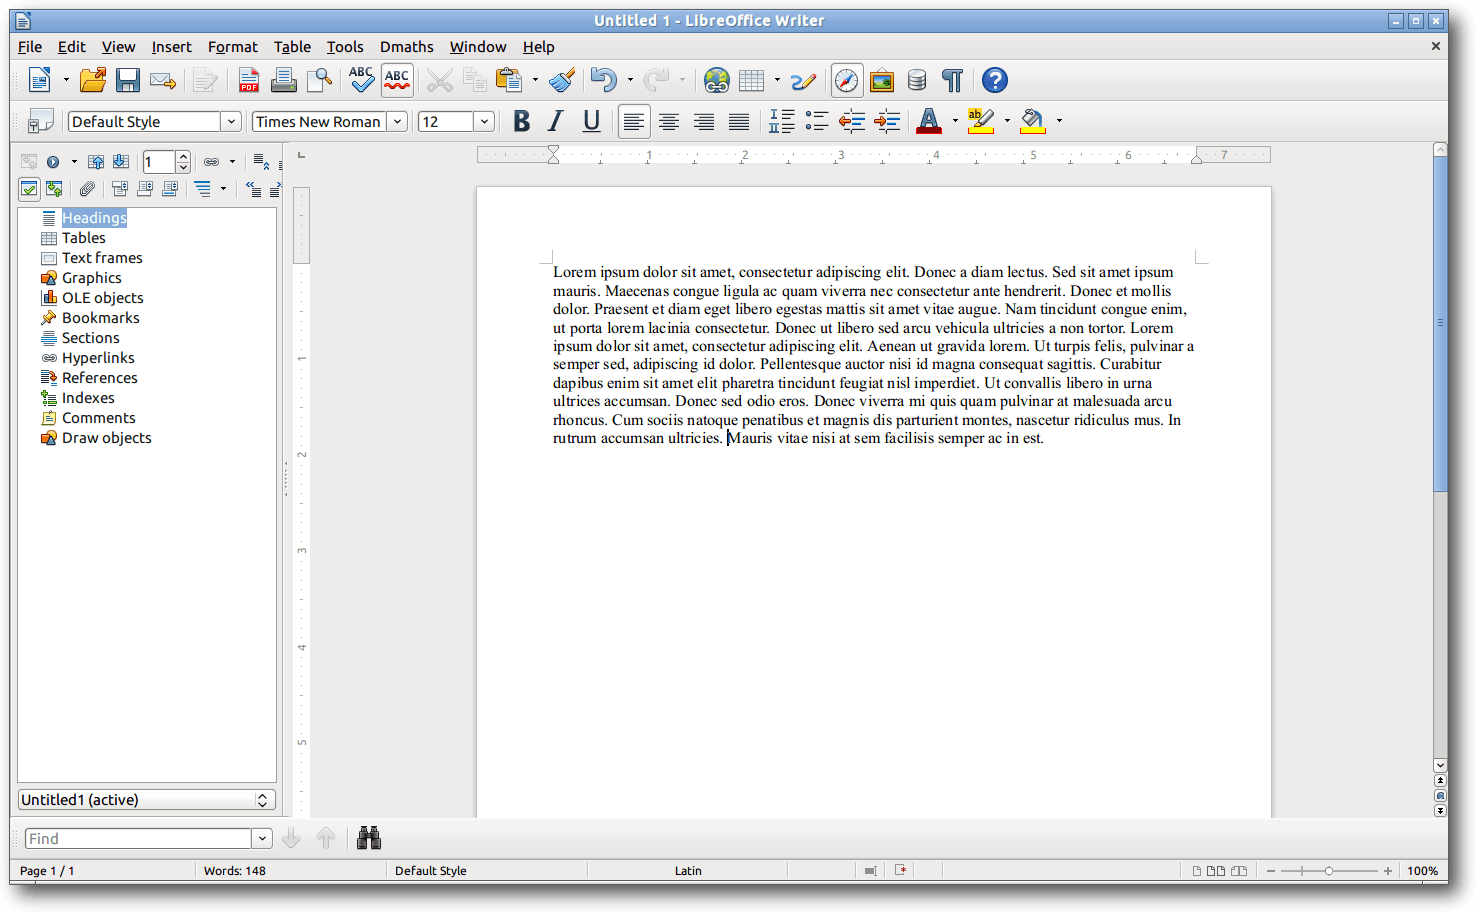 Untitled 1 - LibreOffice Writer
File Edit View Insert Format Table Tools Dmaths Window Help
PDF ABC ABC
Default Style Times New Roman 12 B I U A ab
1
1 2 3 4 5 6 7
Headings
Tables
Text frames
Graphics
OLE objects
Bookmarks
Sections
Hyperlinks
References
Indexes
Comments
Draw objects
1
2
3
4
5
Lorem ipsum dolor sit amet, consectetur adipiscing elit. Donec a diam lectus. Sed sit amet ipsum
mauris. Maecenas congue ligula ac quam viverra nec consectetur ante hendrerit. Donec et mollis
dolor. Praesent et diam eget libero egestas mattis sit amet vitae augue. Nam tincidunt congue enim,
ut porta lorem lacinia consectetur. Donec ut libero sed arcu vehicula ultricies a non tortor. Lorem
ipsum dolor sit amet, consectetur adipiscing elit. Aenean ut gravida lorem. Ut turpis felis, pulvinar a
semper sed, adipiscing id dolor. Pellentesque auctor nisi id magna consequat sagittis. Curabitur
dapibus enim sit amet elit pharetra tincidunt feugiat nisl imperdiet. Ut convallis libero in urna
ultrices accumsan. Donec sed odio eros. Donec viverra mi quis quam pulvinar at malesuada arcu
rhoncus. Cum sociis natoque penatibus et magnis dis parturient montes, nascetur ridiculus mus. In
rutrum accumsan ultricies. Mauris vitae nisi at sem facilisis semper ac in est.
Untitled1 (active)
Find
Page 1 / 1 Words: 148 Default Style Latin 100%